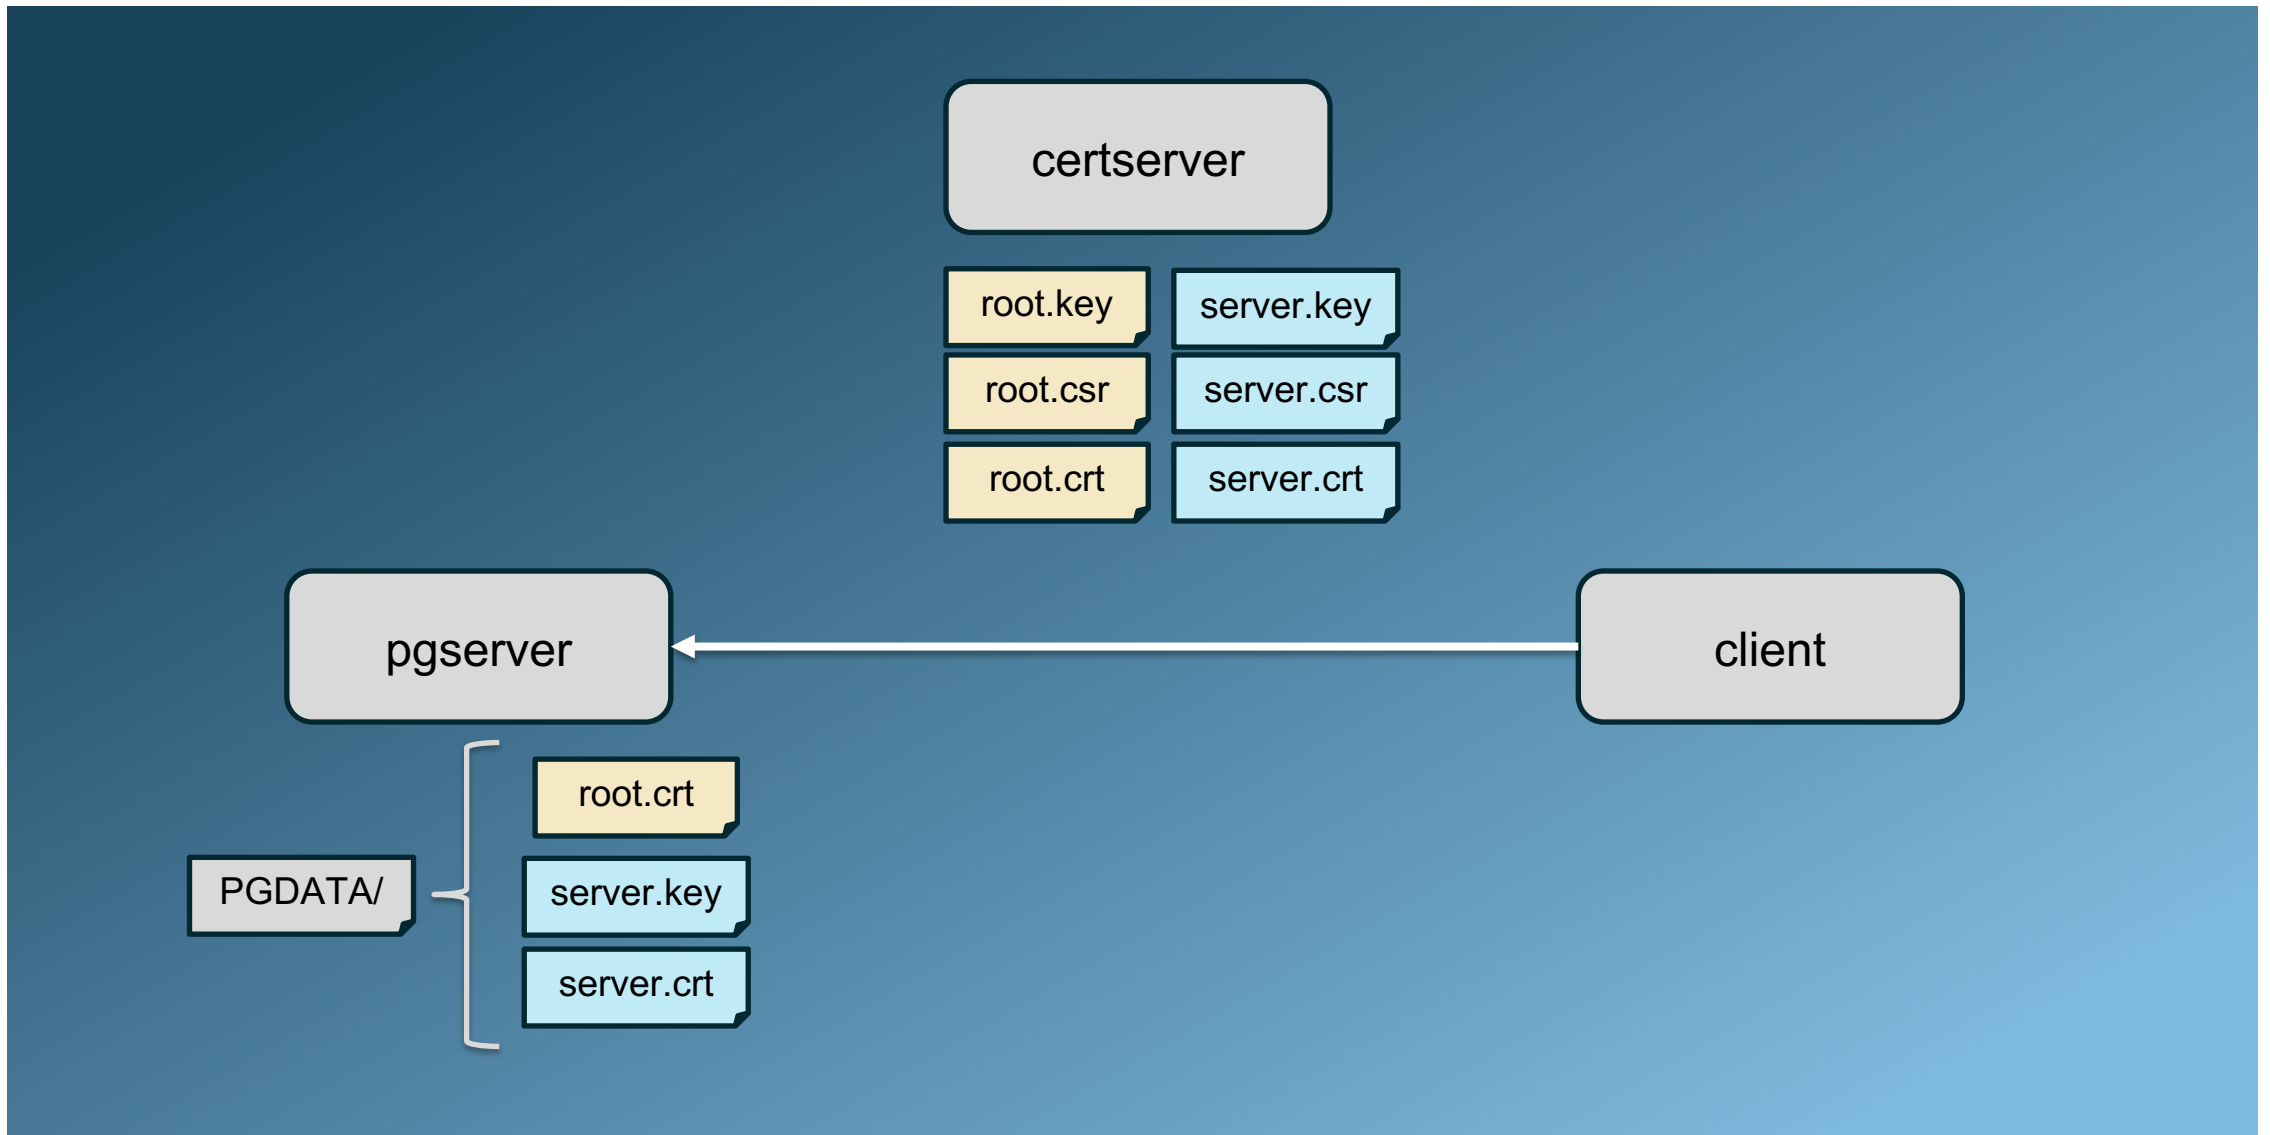 certserver
root.key
server.key
root.csr
server.csr
root.crt
server.crt
pgserver
client
root.crt
PGDATA/
server.key
server.crt